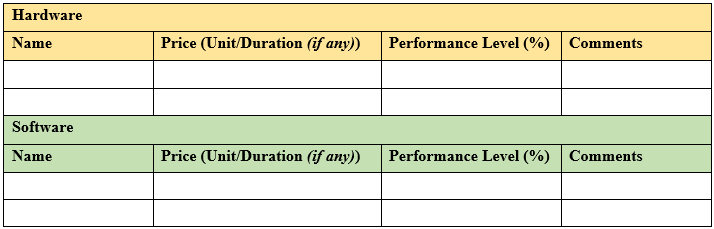 Hardware
Name Price (Unit/Duration (if any)) Performance Level (%) Comments
Software
Name Price (Unit/Duration (if any)) Performance Level (%) Comments